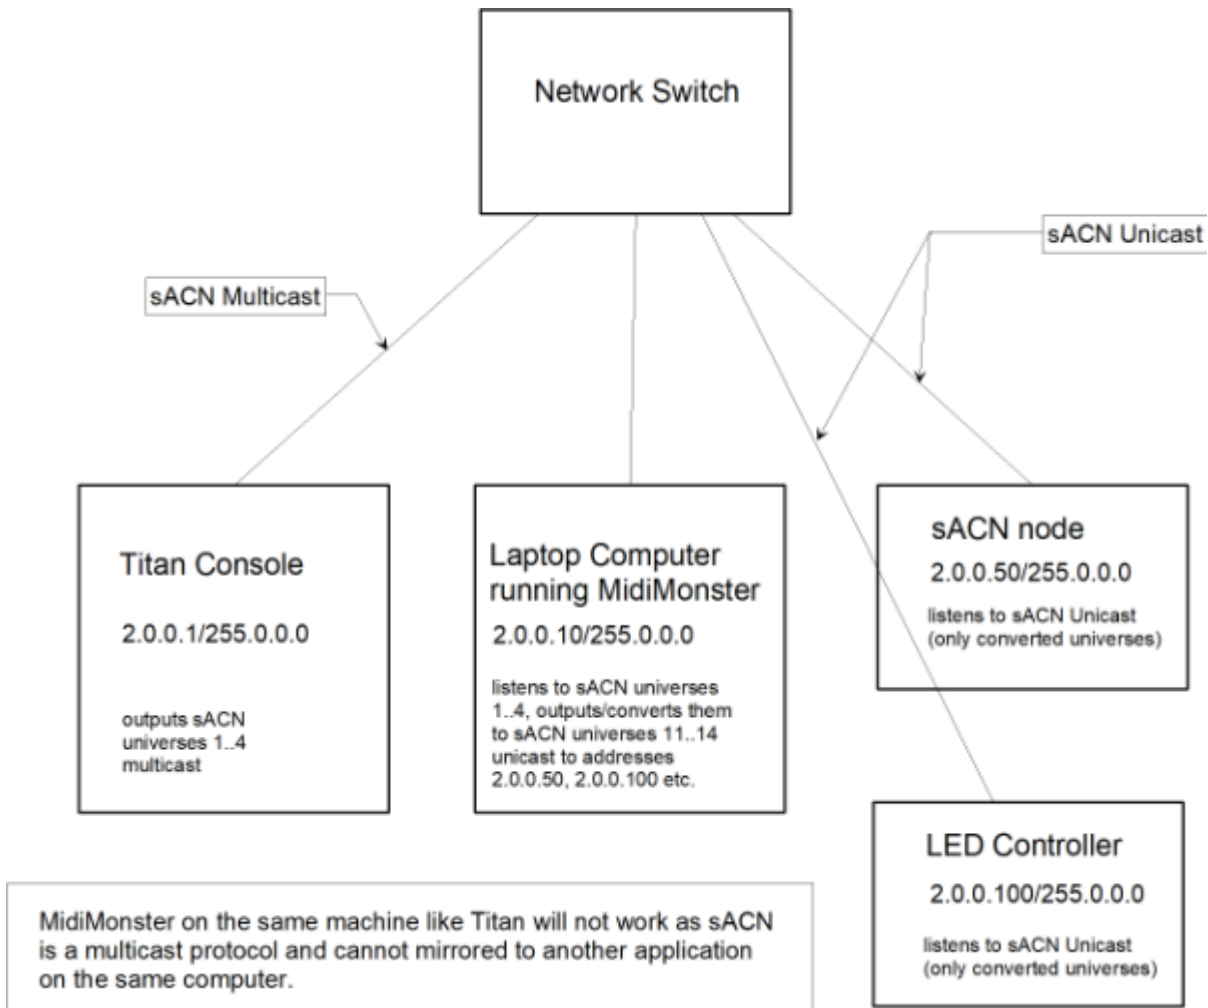 Network Switch
sACN Unicast
sACN Multicast
Titan Console
2.0.0.1/255.0.0.0
outputs sACN
universes 1..4
multicast
Laptop Computer
running MidiMonster
2.0.0.10/255.0.0.0
listens to sACN universes
1..4, outputs/converts them
to sACN universes 11..14
unicast to addresses
2.0.0.50, 2.0.0.100 etc.
sACN node
2.0.0.50/255.0.0.0
listens to sACN Unicast
(only converted universes)
LED Controller
2.0.0.100/255.0.0.0
listens to sACN Unicast
(only converted universes)
MidiMonster on the same machine like Titan will not work as sACN
is a multicast protocol and cannot mirrored to another application
on the same computer.